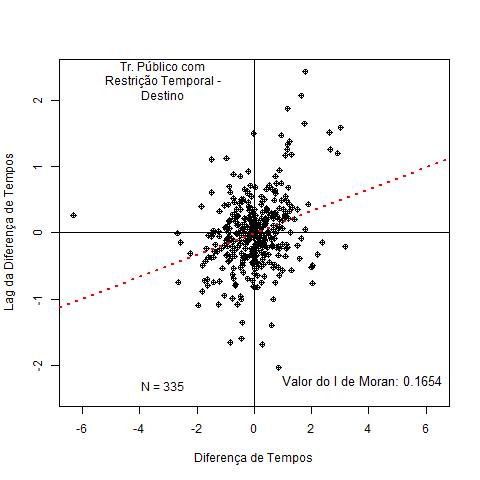 Tr. Público com
Restrição Temporal -
Destino
Lag da Diferença de Tempos
2
1
0
-1
-2
N = 335
Valor do I de Moran: 0.1654
-6
-4
-2
0
2
4
6
Diferença de Tempos